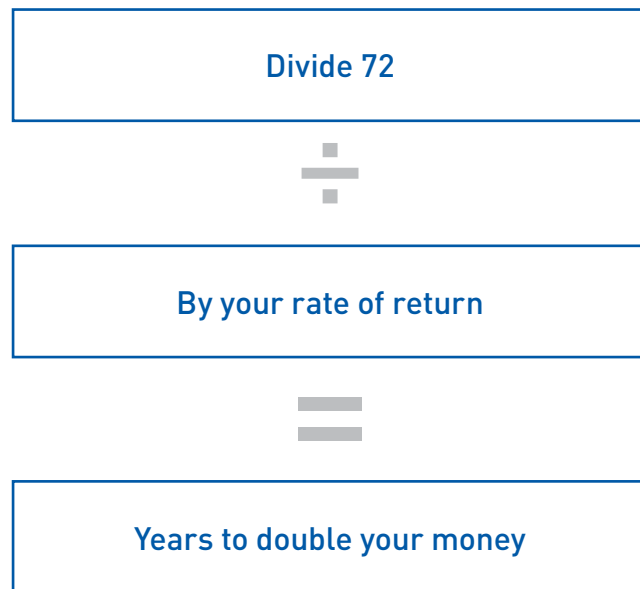 Divide 72
÷
By your rate of return
=
Years to double your money